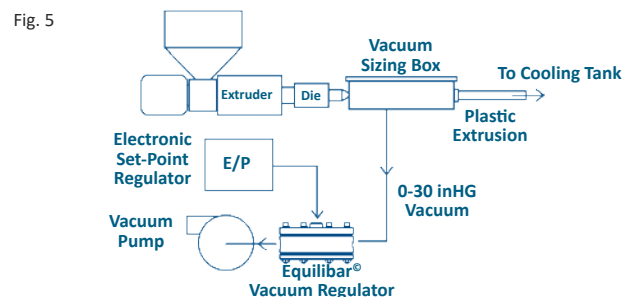 Fig. 5
Vacuum
Sizing Box
To Cooling Tank
Extruder
Die
Plastic
Extrusion
Electronic
Set-Point
Regulator
E/P
0-30 inHG
Vacuum
Vacuum
Pump
Equilibar©
Vacuum Regulator